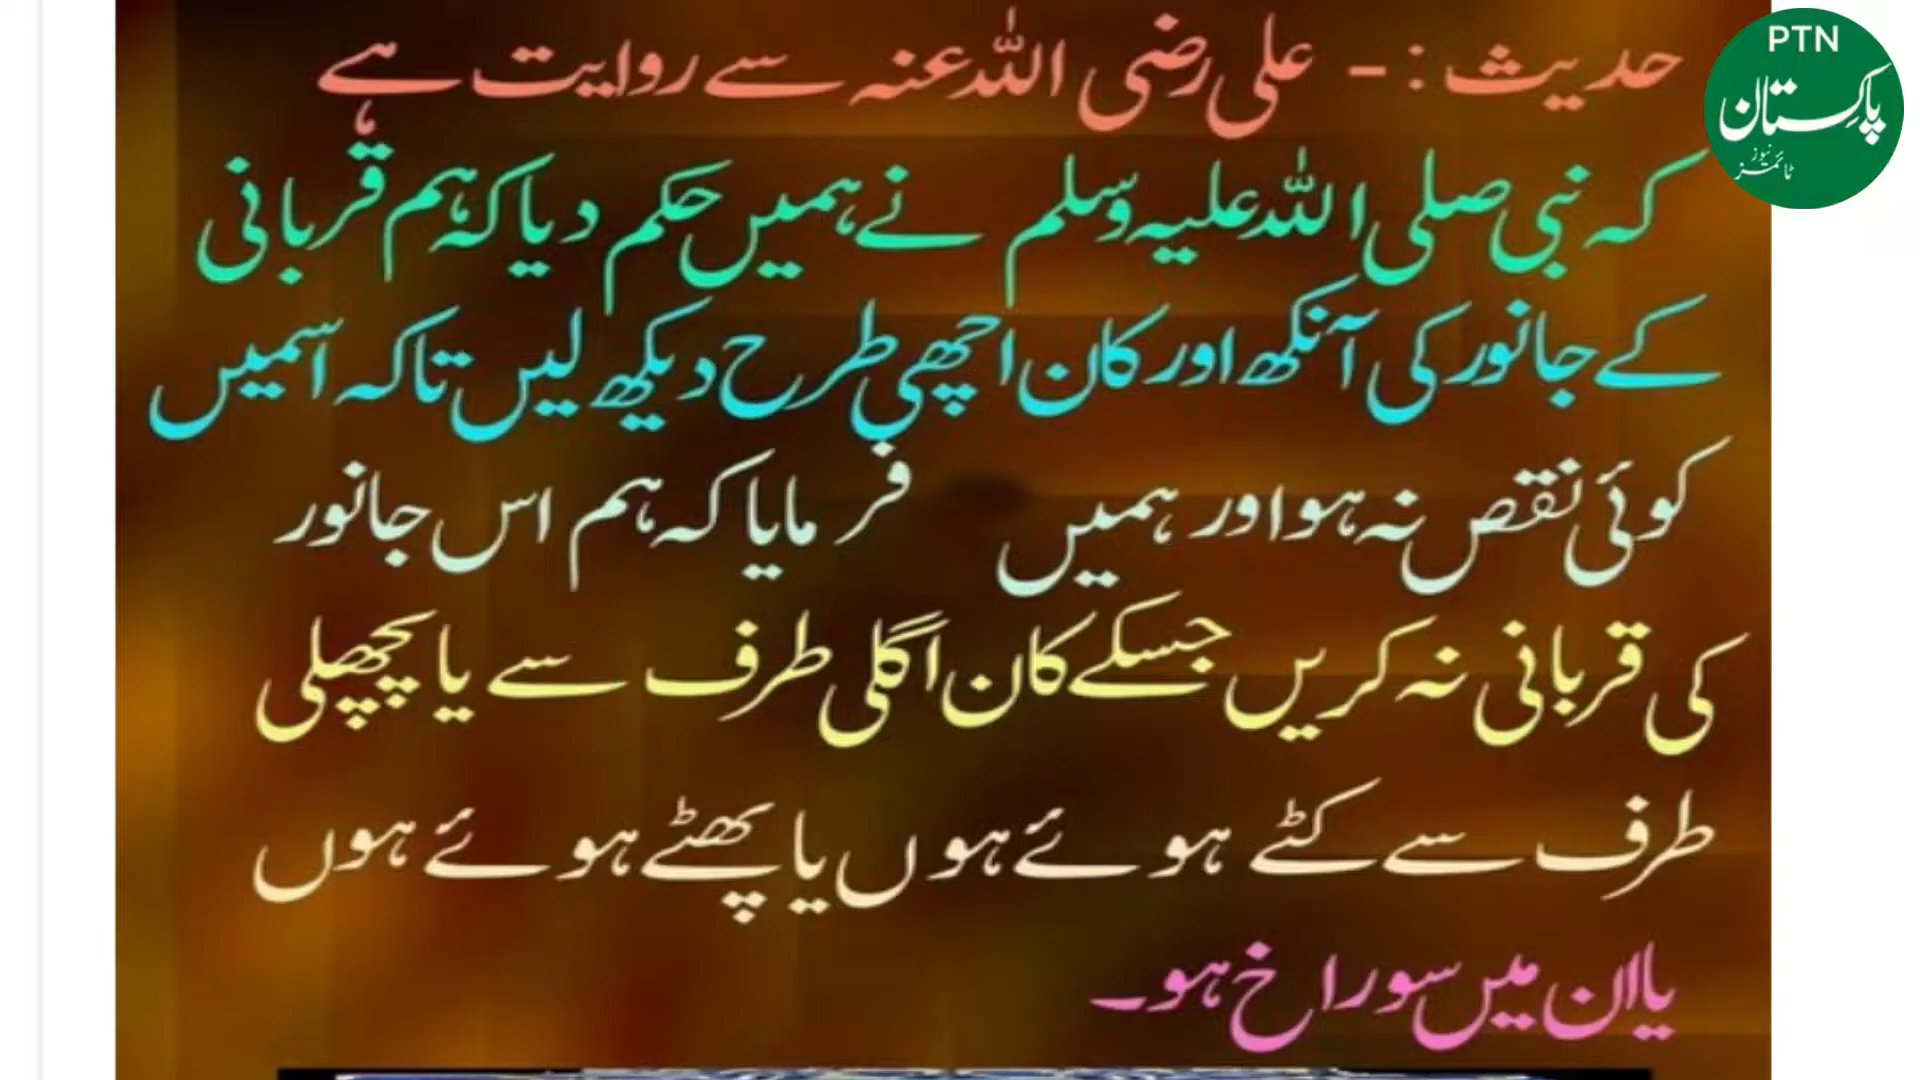 حدیث :- علی رضی اللہ عنہ سے روایت ہے
کہ نبی صلی اللہ علیہ وسلم نے ہمیں حکم دیا کہ ہم قربانی
کے جانور کی آنکھ اور کان اچھی طرح دیکھ لیں تاکہ اسمیں
کوئی نقص نہ ہو اور ہمیں فرمایا کہ ہم اس جانور
کی قربانی نہ کریں جسکے کان اگلی طرف سے یا پچھلی
طرف سے کٹے ہوئے ہوں یا پھٹے ہوئے ہوں
یا ان میں سوراخ ہو۔
PTN
پاکستان
نیوز
ٹائمز